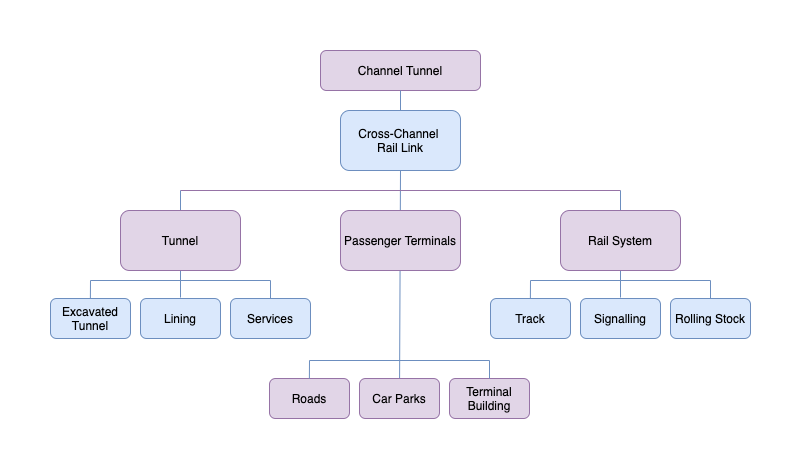 Channel Tunnel
Cross-Channel
Rail Link
Tunnel
Passenger Terminals
Rail System
Excavated
Tunnel
Lining
Services
Track
Signalling
Rolling Stock
Roads
Car Parks
Terminal
Building